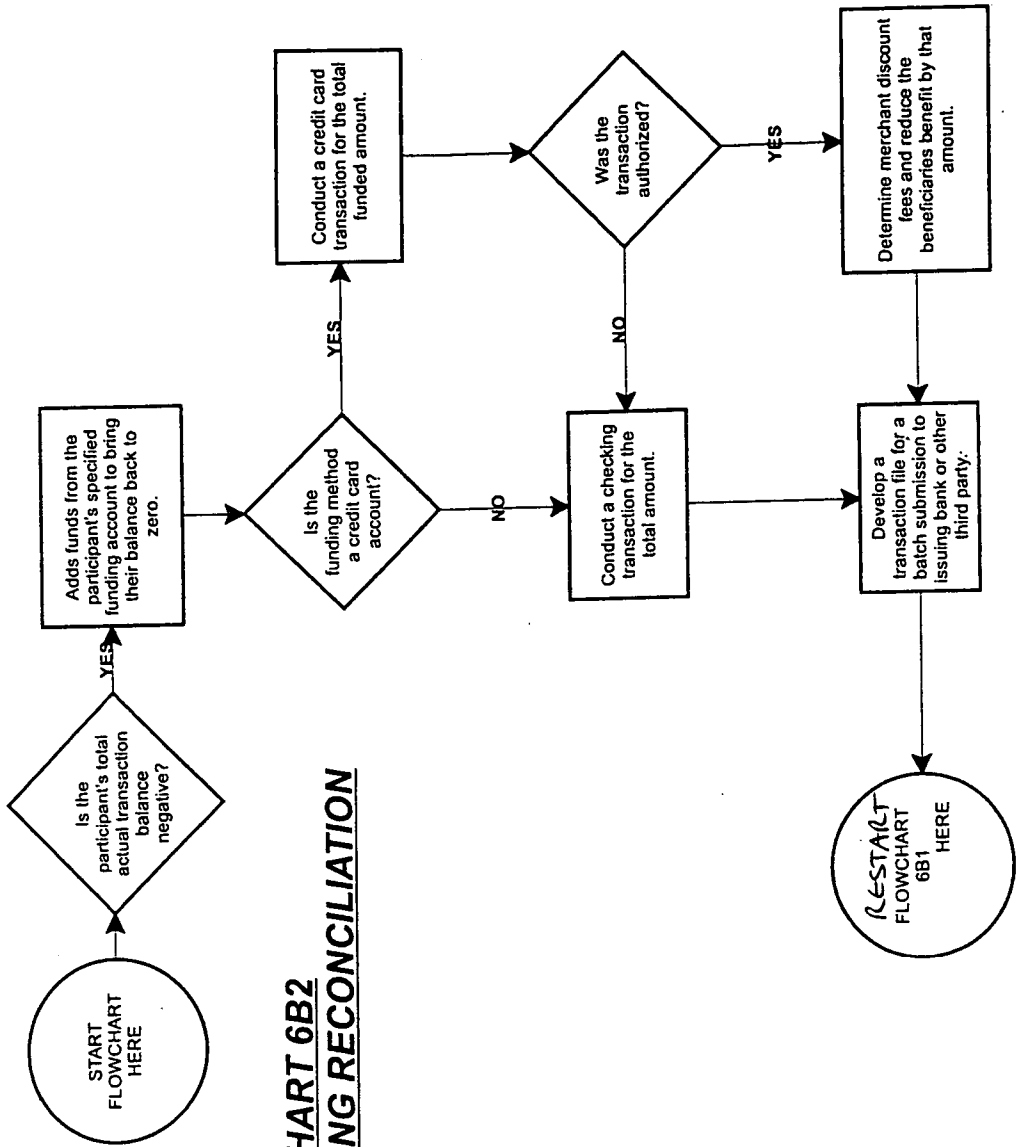 HART 6B2
NG RECONCILIATION
START
FLOWCHART
HERE
Is the
participant's total
actual transaction
balance
negative?
YES
Adds funds from the
participant's specified
funding account to bring
their balance back to
zero.
Is the
funding method
a credit card
account?
YES
Conduct a credit card
transaction for the total
funded amount.
NO
Was the
transaction
authorized?
NO
Conduct a checking
transaction for the
total amount.
YES
Determine merchant discount
fees and reduce the
beneficiaries benefit by that
amount.
Develop a
transaction file for a
batch submission to
issuing bank or other
third party.
RESTART
FLOWCHART
6B1
HERE